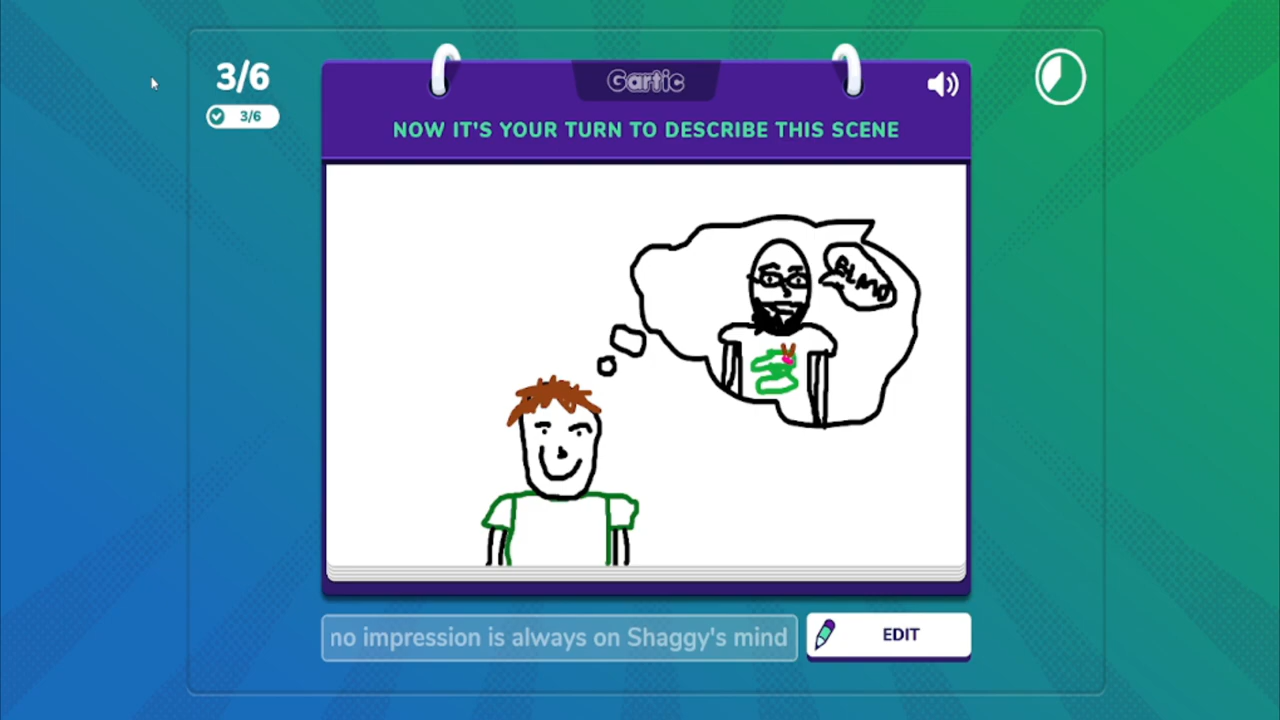 3/6
3/6
Gartic
NOW IT'S YOUR TURN TO DESCRIBE THIS SCENE
BLMO
no impression is always on Shaggy's mind
EDIT